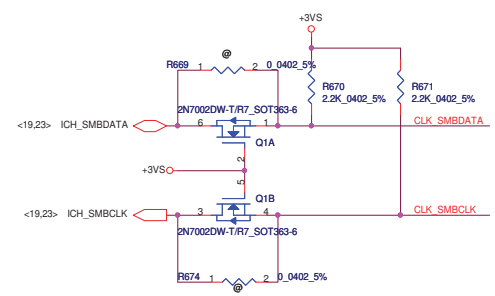 +3VS
@
R669 1 2 0_0402_5%
R670
2.2K_0402_5%
R671
2.2K_0402_5%
2N7002DW-T/R7_SOT363-6
<19,23> ICH_SMBDATA 6 1 CLK_SMBDATA
Q1A
2
+3VS
5
Q1B
<19,23> ICH_SMBCLK 3 4 CLK_SMBCLK
2N7002DW-T/R7_SOT363-6
R674 1 2 0_0402_5%
@